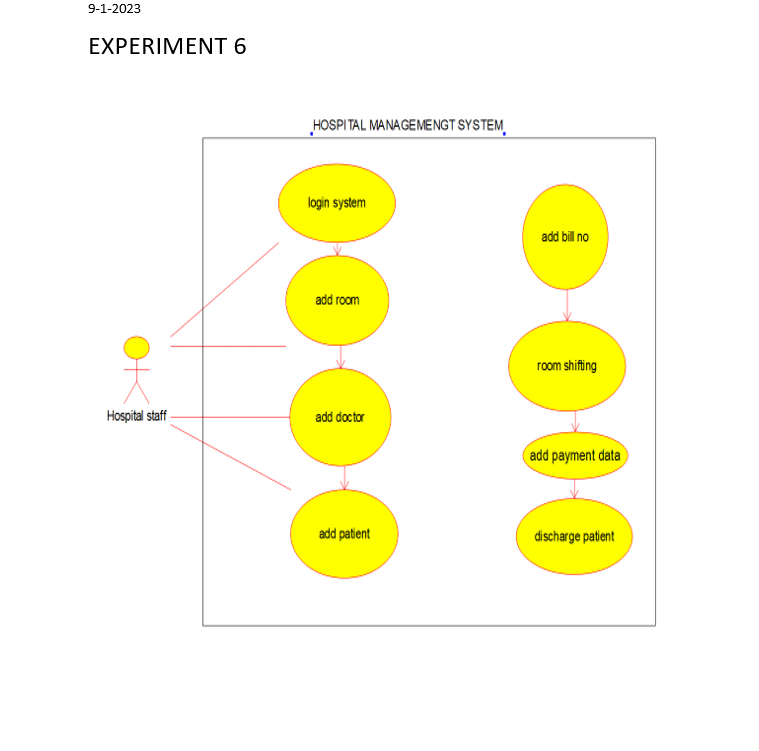 9-1-2023
EXPERIMENT 6
HOSPITAL MANAGEMENGT SYSTEM
login system
add room
add doctor
add patient
Hospital staff
add bill no
room shifting
add payment data
discharge patient